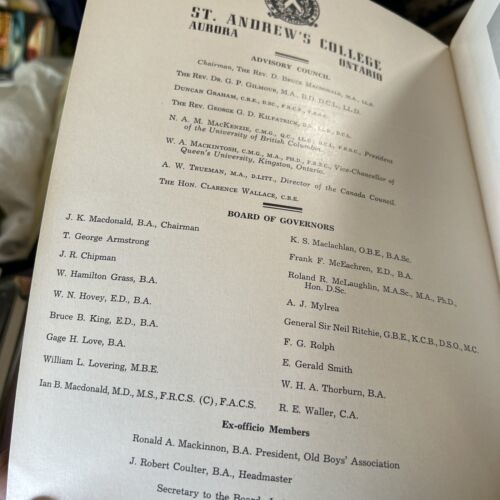 ST. ANDREW'S COLLEGE
AURORA ONTARIO
ADVISORY COUNCIL
Chairman, THE REV. D. BRUCE MACDONALD, M.A., LL.D.
THE REV. DR. G. P. GILMOUR, M.A., B.D., D.C.L., LL.D.
DUNCAN GRAHAM, C.B.E.,
THE REV. GEORGE G. D. KILPATRICK,
N. A. M. MACKENZIE, C.M.G., Q.C., President
of the University of British Columbia.
W. A. MACKINTOSH, C.M.G., M.A., PH.D., F.R.S.C., Vice-Chancellor of
Queen's University, Kingston, Ontario.
A. W. TRUEMAN, M.A., D.LITT., Director of the Canada Council.
THE HON. CLARENCE WALLACE, C.B.E.
BOARD OF GOVERNORS
J. K. Macdonald, B.A., Chairman
T. George Armstrong
J. R. Chipman
W. Hamilton Grass, B.A.
W. N. Hovey, E.D., B.A.
Bruce B. King, E.D., B.A.
Gage H. Love, B.A.
William L. Lovering, M.B.E.
Ian B. Macdonald, M.D., M.S., F.R.C.S. (C), F.A.C.S.
K. S. Maclachlan, O.B.E., B.A.Sc.
Frank F. McEachren, E.D., B.A.
Roland R. McLaughlin, M.A.Sc., M.A., Ph.D.,
Hon. D.Sc.
A. J. Mylrea
General Sir Neil Ritchie, G.B.E., K.C.B., D.S.O., M.C.
F. G. Rolph
E. Gerald Smith
W. H. A. Thorburn, B.A.
R. E. Waller, C.A.
Ex-officio Members
Ronald A. Mackinnon, B.A. President, Old Boys' Association
J. Robert Coulter, B.A., Headmaster
Secretary to the Board,